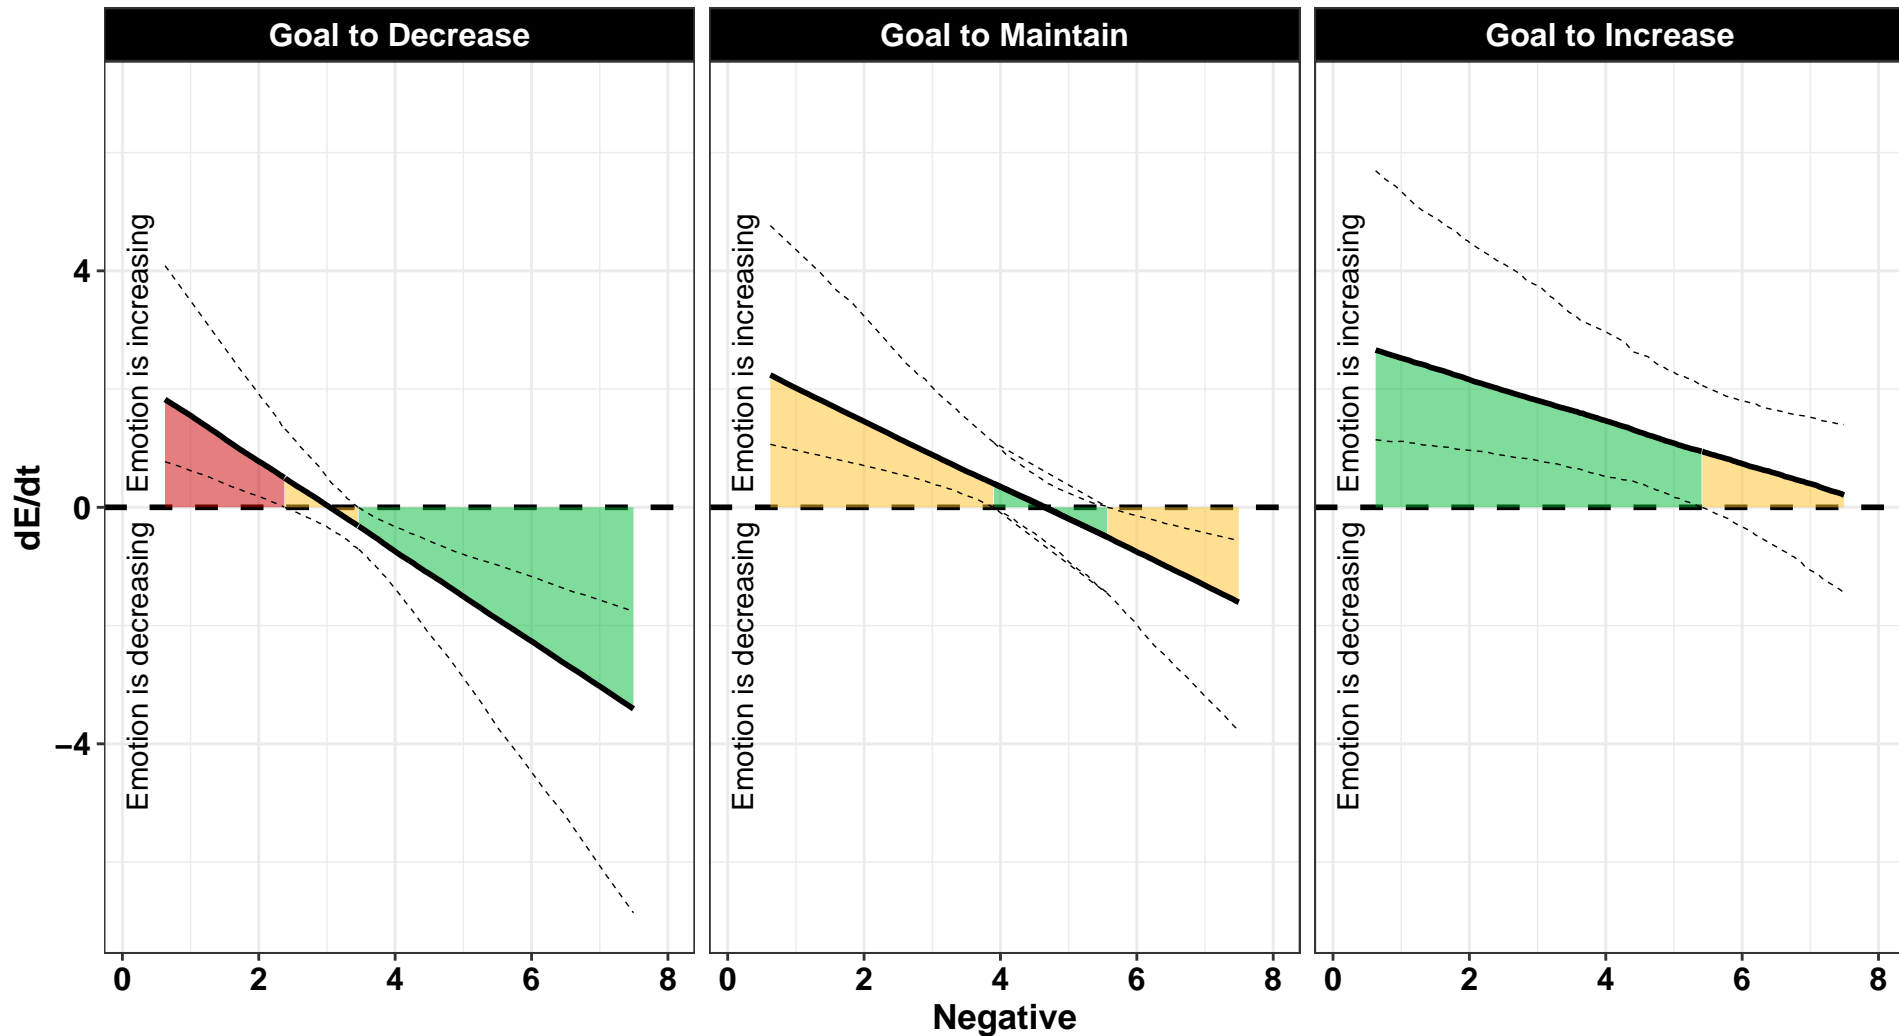 Goal to Decrease
Goal to Maintain
Goal to Increase
dE/dt
4
0
−4
Emotion is increasing
Emotion is decreasing
Emotion is increasing
Emotion is decreasing
Emotion is increasing
Emotion is decreasing
0 2 4 6 8
0 2 4 6 8
0 2 4 6 8
Negative